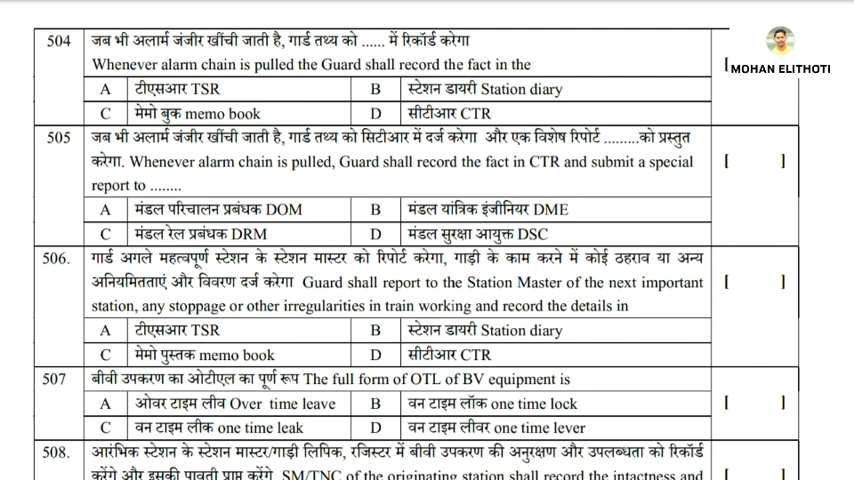 504 जब भी अलार्म जंजीर खींची जाती है, गार्ड तथ्य को ...... में रिकॉर्ड करेगा
Whenever alarm chain is pulled the Guard shall record the fact in the [
MOHAN ELITHOTI
A टीएसआर TSR B स्टेशन डायरी Station diary
C मेमो बुक memo book D सीटीआर CTR
505 जब भी अलार्म जंजीर खींची जाती है, गार्ड तथ्य को सिटीआर में दर्ज करेगा और एक विशेष रिपोर्ट .........को प्रस्तुत
करेगा. Whenever alarm chain is pulled, Guard shall record the fact in CTR and submit a special [ ]
report to ........
A मंडल परिचालन प्रबंधक DOM B मंडल यांत्रिक इंजीनियर DME
C मंडल रेल प्रबंधक DRM D मंडल सुरक्षा आयुक्त DSC
506. गार्ड अगले महत्वपूर्ण स्टेशन के स्टेशन मास्टर को रिपोर्ट करेगा, गाड़ी के काम करने में कोई ठहराव या अन्य
अनियमितताएं और विवरण दर्ज करेगा Guard shall report to the Station Master of the next important [ ]
station, any stoppage or other irregularities in train working and record the details in
A टीएसआर TSR B स्टेशन डायरी Station diary
C मेमो पुस्तक memo book D सीटीआर CTR
507 बीवी उपकरण का ओटीएल का पूर्ण रूप The full form of OTL of BV equipment is
A ओवर टाइम लीव Over time leave B वन टाइम लॉक one time lock [ ]
C वन टाइम लीक one time leak D वन टाइम लीवर one time lever
508. आरंभिक स्टेशन के स्टेशन मास्टर/गाड़ी लिपिक, रजिस्टर में बीवी उपकरण की अनुरक्षण और उपलब्धता को रिकॉर्ड
करेंगे और इसकी पावती प्राप्त करेंगे SM/TNC of the originating station shall record the intactness and [ ]